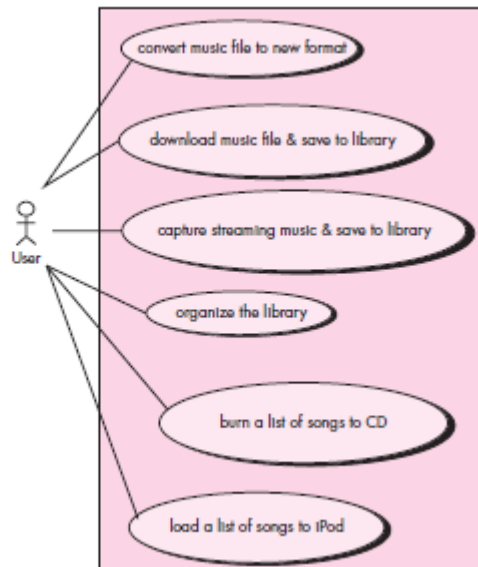 convert music file to new format
download music file & save to library
capture streaming music & save to library
User
organize the library
burn a list of songs to CD
load a list of songs to iPod